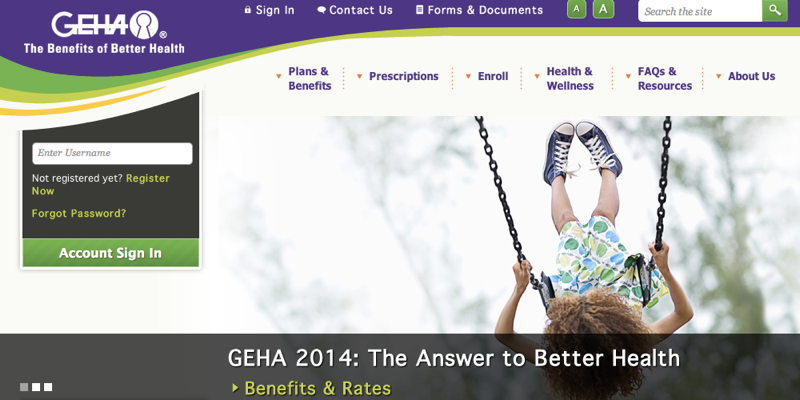 GEHA®
The Benefits of Better Health
Sign In
Contact Us
Forms & Documents
A
A
Search the site
Plans &
Benefits
Prescriptions
Enroll
Health &
Wellness
FAQs &
Resources
About Us
Enter Username
Not registered yet? Register
Now
Forgot Password?
Account Sign In
GEHA 2014: The Answer to Better Health
Benefits & Rates